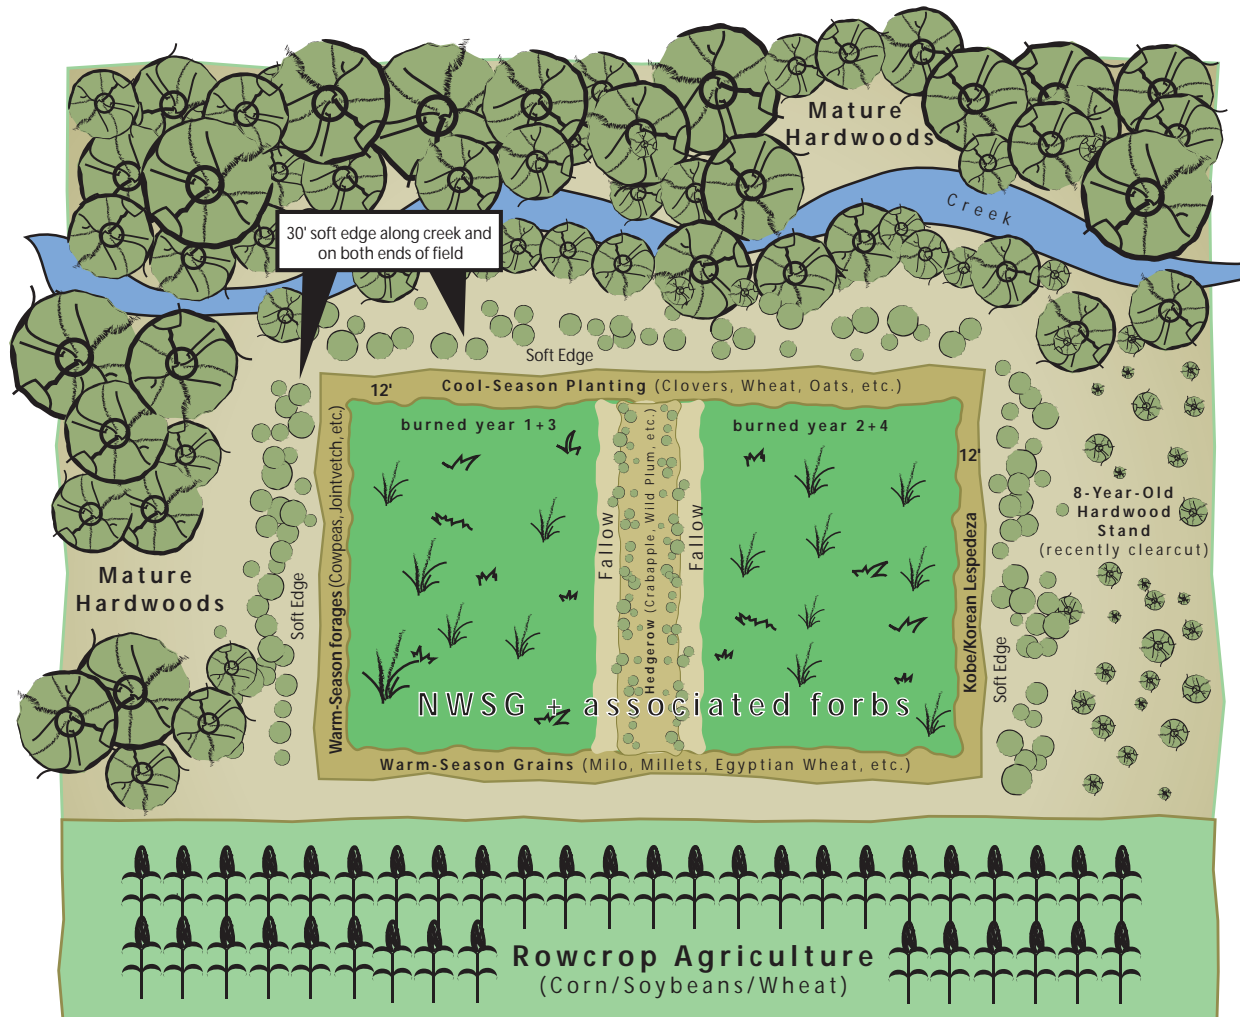 Mature
Hardwoods
Creek
30' soft edge along creek and
on both ends of field
Soft Edge
12'
Cool-Season Planting (Clovers, Wheat, Oats, etc.)
burned year 1+3
burned year 2+4
12'
Warm-Season forages (Cowpeas, Jointvetch, etc)
Fallow
Hedgerow (Crabapple, Wild Plum, etc.)
Fallow
Kobe/Korean Lespedeza
8-Year-Old
Hardwood
Stand
(recently clearcut)
Mature
Hardwoods
Soft Edge
Soft Edge
NWSG + associated forbs
Warm-Season Grains (Milo, Millets, Egyptian Wheat, etc.)
Rowcrop Agriculture
(Corn/Soybeans/Wheat)